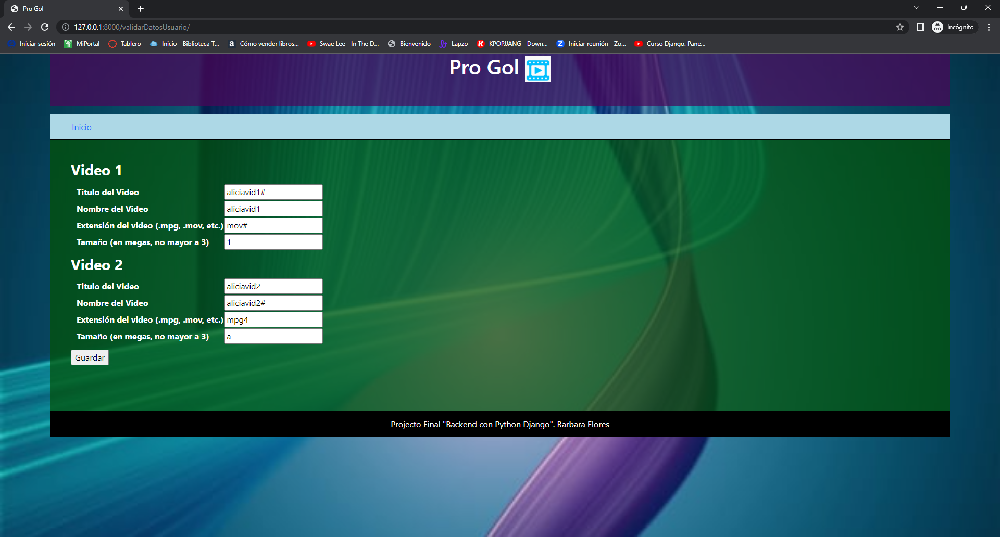 Pro Gol
127.0.0.1:8000/validarDatosUsuario/
Incógnito
Iniciar sesión MiPortal Tablero Inicio - Biblioteca T... Cómo vender libros... Swae Lee - In The D... Bienvenido Lapzo KPOPJJANG - Down... Iniciar reunión - Zo... Curso Django. Pane...
Pro Gol
Inicio
Video 1
Titulo del Video aliciavid1#
Nombre del Video aliciavid1
Extensión del video (.mpg, .mov, etc.) mov#
Tamaño (en megas, no mayor a 3) 1
Video 2
Titulo del Video aliciavid2
Nombre del Video aliciavid2#
Extensión del video (.mpg, .mov, etc.) mpg4
Tamaño (en megas, no mayor a 3) a
Guardar
Projecto Final "Backend con Python Django". Barbara Flores